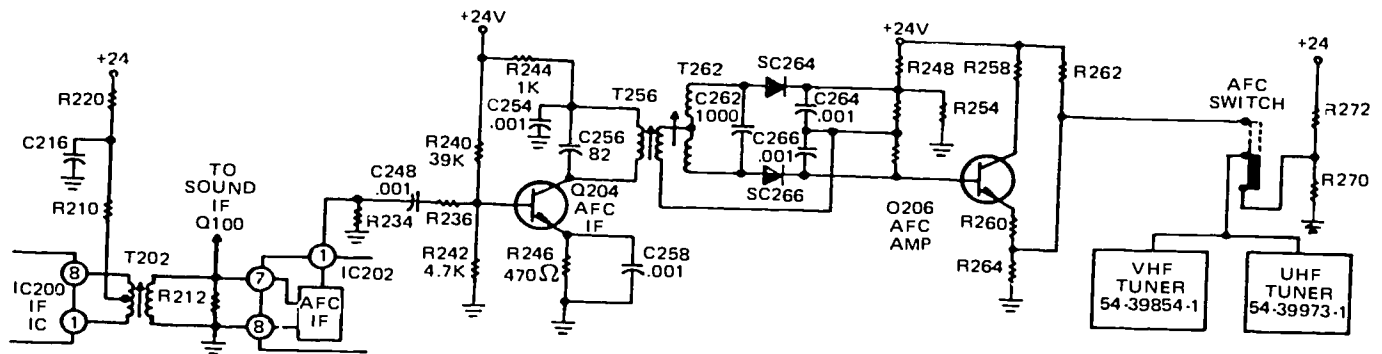 +24
R220
C216
R210
TO
SOUND
IF
Q100
T202
8
IC200
IF
IC
1
R212
7
8
AFC
IF
1
IC202
+24V
R244
1K
C254
.001
R240
39K
C256
82
C248
.001
R234
R236
Q204
AFC
IF
R242
4.7K
R246
470Ω
C258
.001
T256
T262
SC264
C262
1000
C264
.001
C266
.001
SC266
+24V
R248
R258
R262
R254
Q206
AFC
AMP
R260
R264
AFC
SWITCH
+24
R272
R270
VHF
TUNER
54-39854-1
UHF
TUNER
54-39973-1